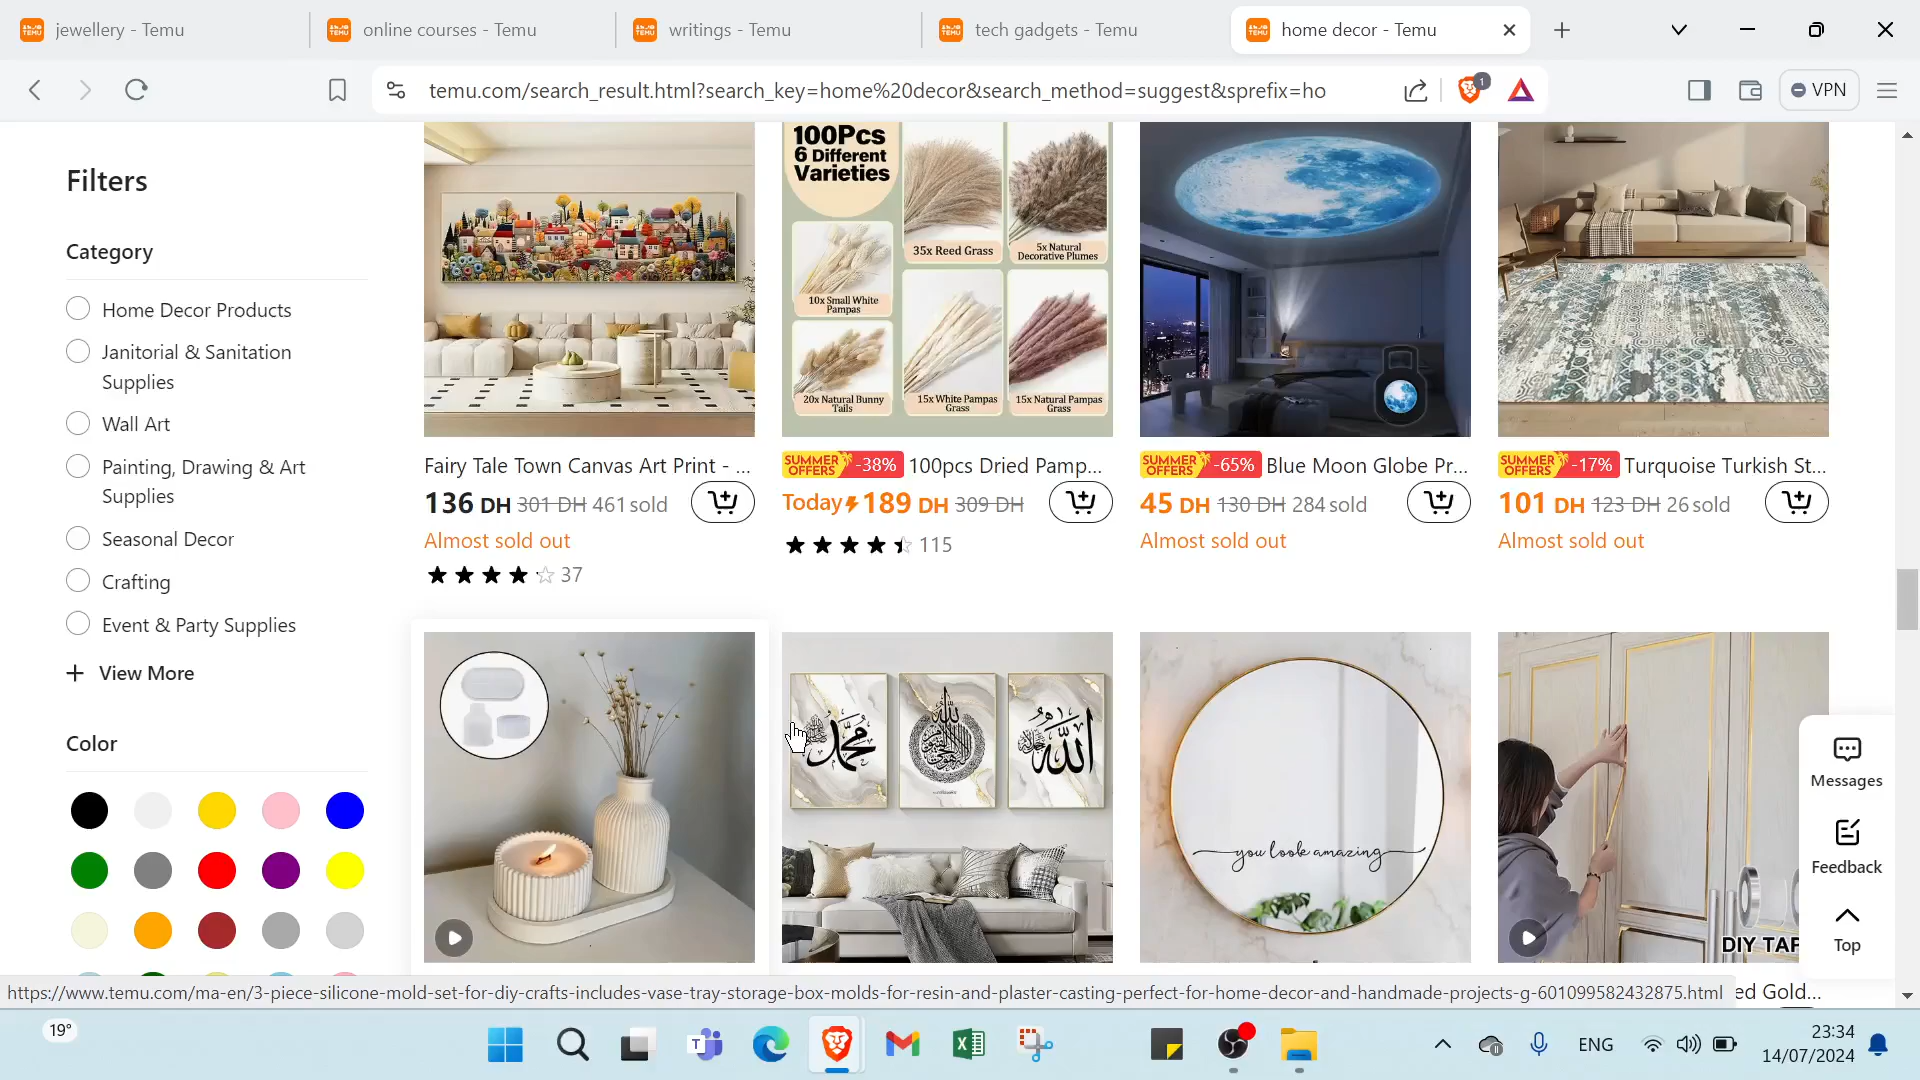 jewellery - Temu
online courses - Temu
writings - Temu
tech gadgets - Temu
home decor - Temu
temu.com/search_result.html?search_key=home%20decor&search_method=suggest&sprefix=ho
1
VPN
Filters
Category
Home Decor Products
Janitorial & Sanitation
Supplies
Wall Art
Painting, Drawing & Art
Supplies
Seasonal Decor
Crafting
Event & Party Supplies
View More
Color
100Pcs
6 Different
Varieties
35x Reed Grass
5x Natural
Decorative Plumes
10x Small White
Pampas
20x Natural Bunny
Tails
15x White Pampas
Grass
15x Natural Pampas
Grass
Fairy Tale Town Canvas Art Print - ...
136 DH 301 DH 461 sold
Almost sold out
37
SUMMER OFFERS -38% 100pcs Dried Pamp...
Today 189 DH 309 DH
115
SUMMER OFFERS -65% Blue Moon Globe Pr...
45 DH 130 DH 284 sold
Almost sold out
SUMMER OFFERS -17% Turquoise Turkish St...
101 DH 123 DH 26 sold
Almost sold out
محمد
الله
you look amazing
DIY TAP
Messages
Feedback
Top
https://www.temu.com/ma-en/3-piece-silicone-mold-set-for-diy-crafts-includes-vase-tray-storage-box-molds-for-resin-and-plaster-casting-perfect-for-home-decor-and-handmade-projects-g-601099582432875.html
ed Gold...
19°
ENG
23:34
14/07/2024